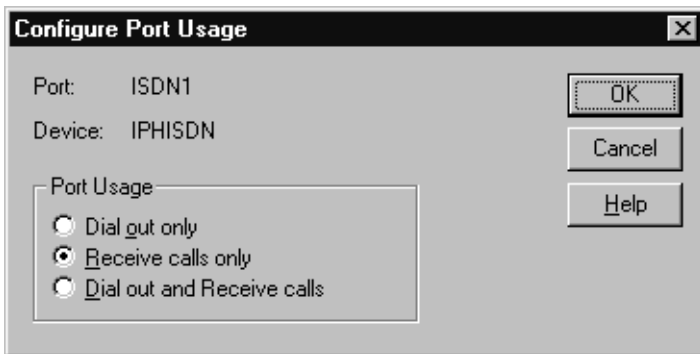 Configure Port Usage
Port: ISDN1
Device: IPHISDN
Port Usage
Dial out only
Receive calls only
Dial out and Receive calls
OK
Cancel
Help